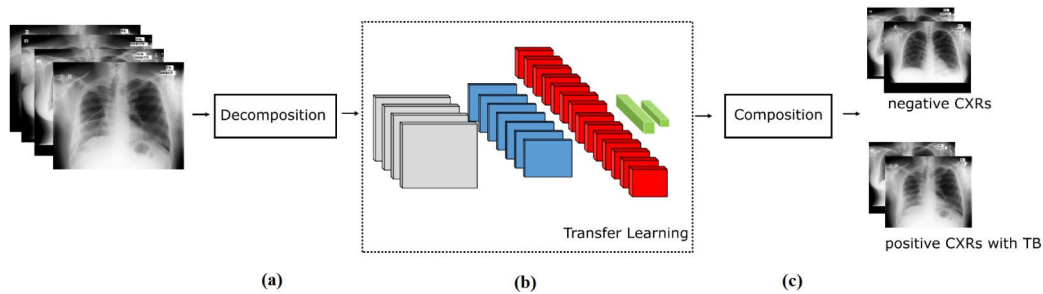 Decomposition
Transfer Learning
Composition
negative CXRs
positive CXRs with TB
(a)
(b)
(c)